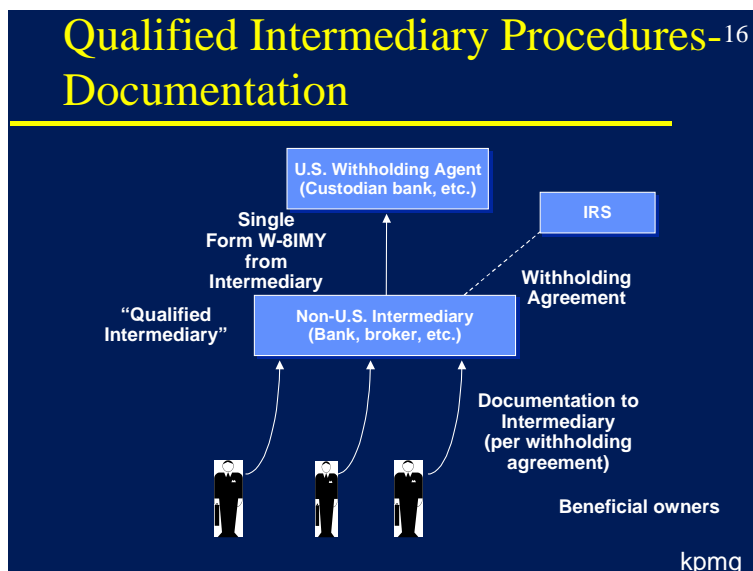 Qualified Intermediary Procedures-
16
Documentation
U.S. Withholding Agent
(Custodian bank, etc.)
IRS
Single
Form W-8IMY
from
Intermediary
Withholding
Agreement
“Qualified
Intermediary”
Non-U.S. Intermediary
(Bank, broker, etc.)
Documentation to
Intermediary
(per withholding
agreement)
Beneficial owners
kpmg